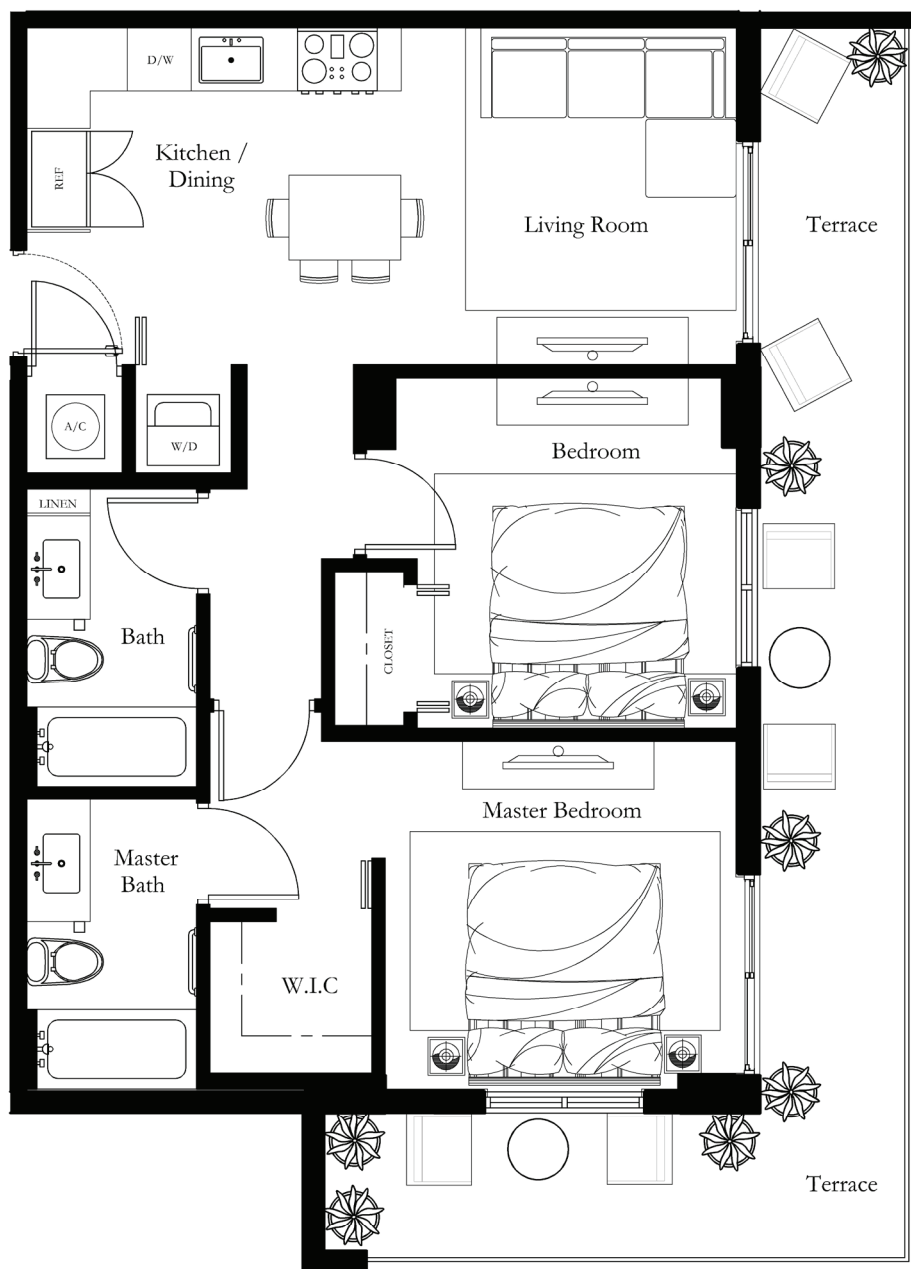 D/W
Kitchen /
Dining
REF
Living Room
Terrace
A/C
W/D
Bedroom
LINEN
Bath
CLOSET
Master Bedroom
Master
Bath
W.I.C
Terrace